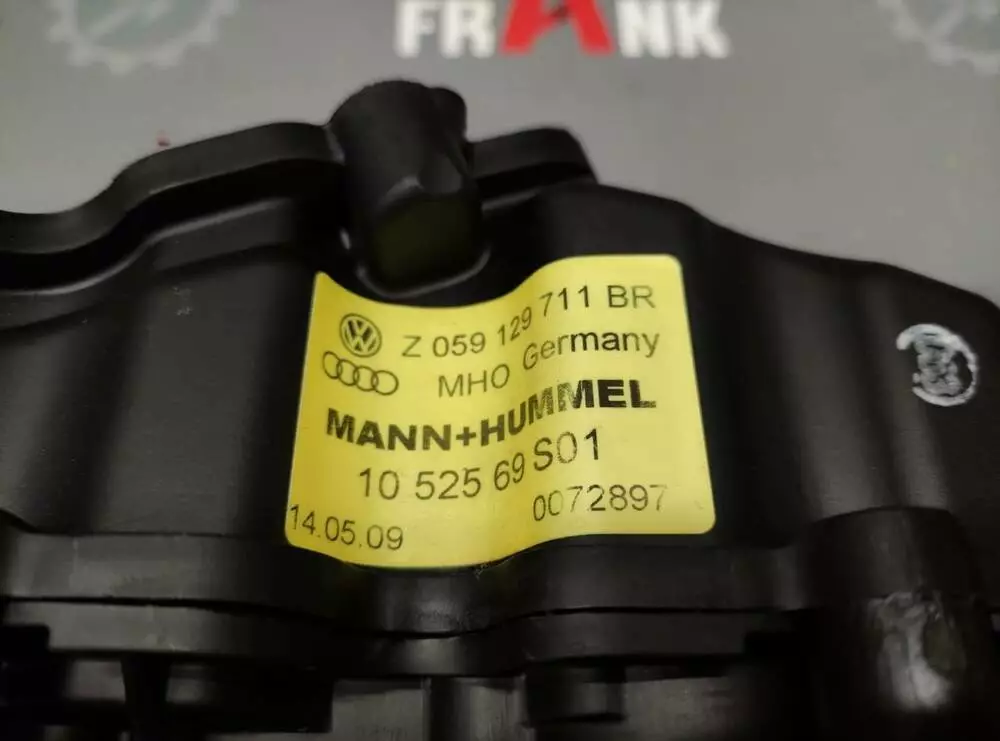 FRANK
Z 059 129 711 BR
MHO Germany
MANN+HUMMEL
10 525 69 S01
14.05.09 0072897